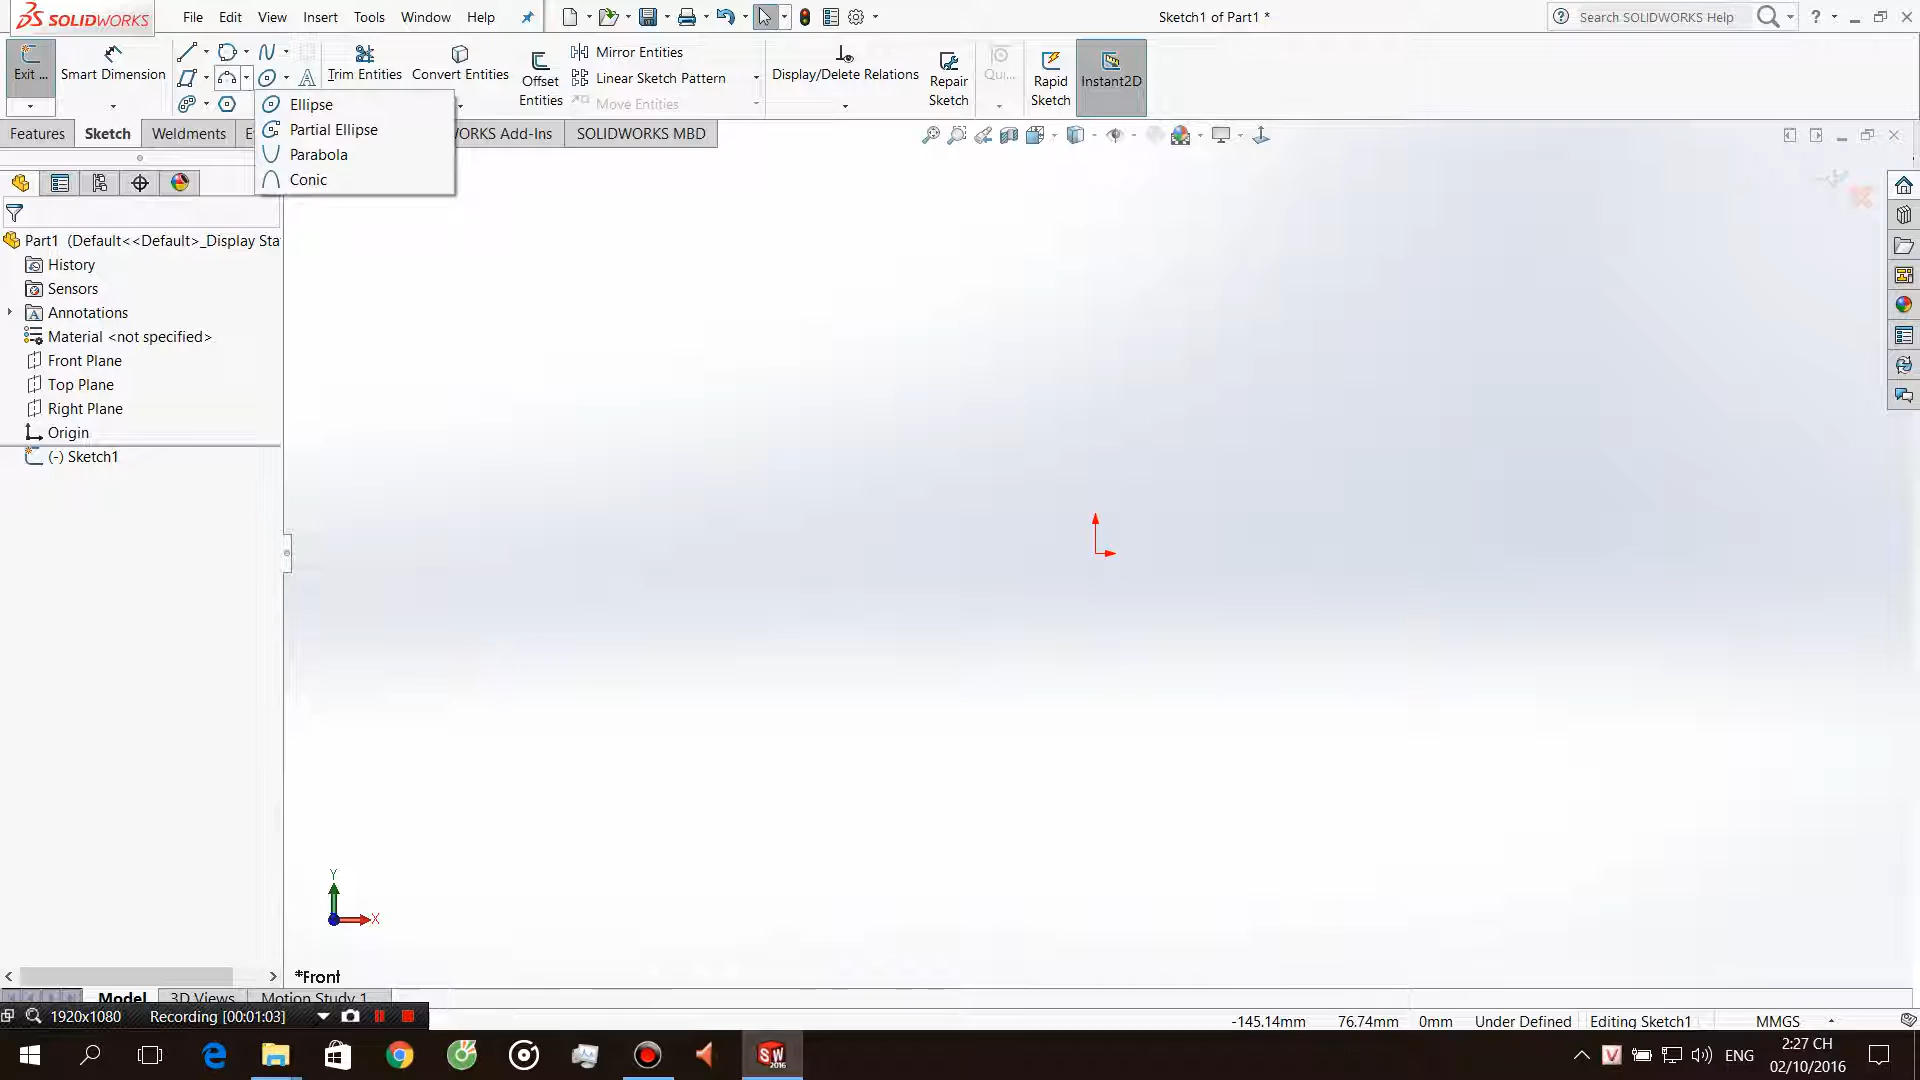 SOLIDWORKS
File Edit View Insert Tools Window Help
Sketch1 of Part1 *
Search SOLIDWORKS Help
Exit ...
Smart Dimension
Trim Entities
Convert Entities
Offset Entities
Mirror Entities
Linear Sketch Pattern
Move Entities
Display/Delete Relations
Repair Sketch
Qui...
Rapid Sketch
Instant2D
Ellipse
Partial Ellipse
Parabola
Conic
Features Sketch Weldments E WORKS Add-Ins SOLIDWORKS MBD
Part1 (Default<<Default>_Display Sta
History
Sensors
Annotations
Material <not specified>
Front Plane
Top Plane
Right Plane
Origin
(-) Sketch1
Y
X
*Front
Model 3D Views Motion Study 1
1920x1080 Recording [00:01:03]
-145.14mm 76.74mm 0mm Under Defined Editing Sketch1 MMGS
SW 2016
ENG
2:27 CH
02/10/2016